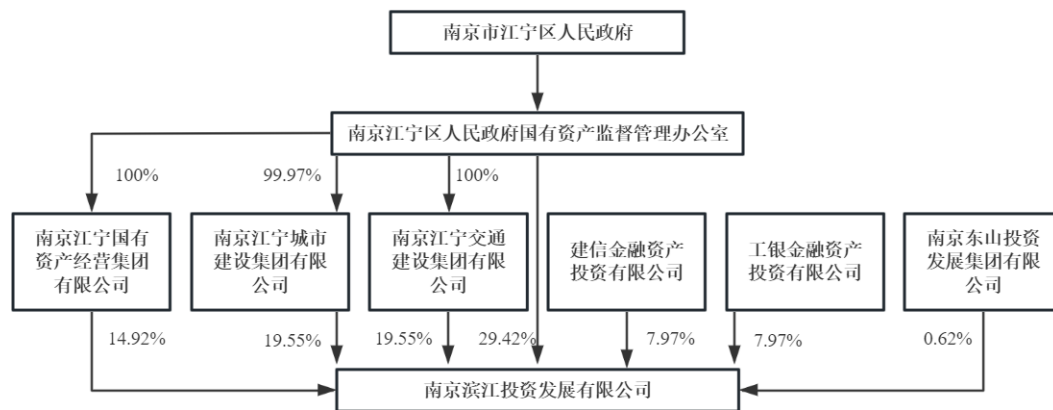 南京市江宁区人民政府
南京江宁区人民政府国有资产监督管理办公室
100%
99.97%
100%
南京江宁国有
资产经营集团
有限公司
南京江宁城市
建设集团有限
公司
南京江宁交通
建设集团有限
公司
建信金融资产
投资有限公司
工银金融资产
投资有限公司
南京东山投资
发展集团有限
公司
14.92%
19.55%
19.55%
29.42%
7.97%
7.97%
0.62%
南京滨江投资发展有限公司